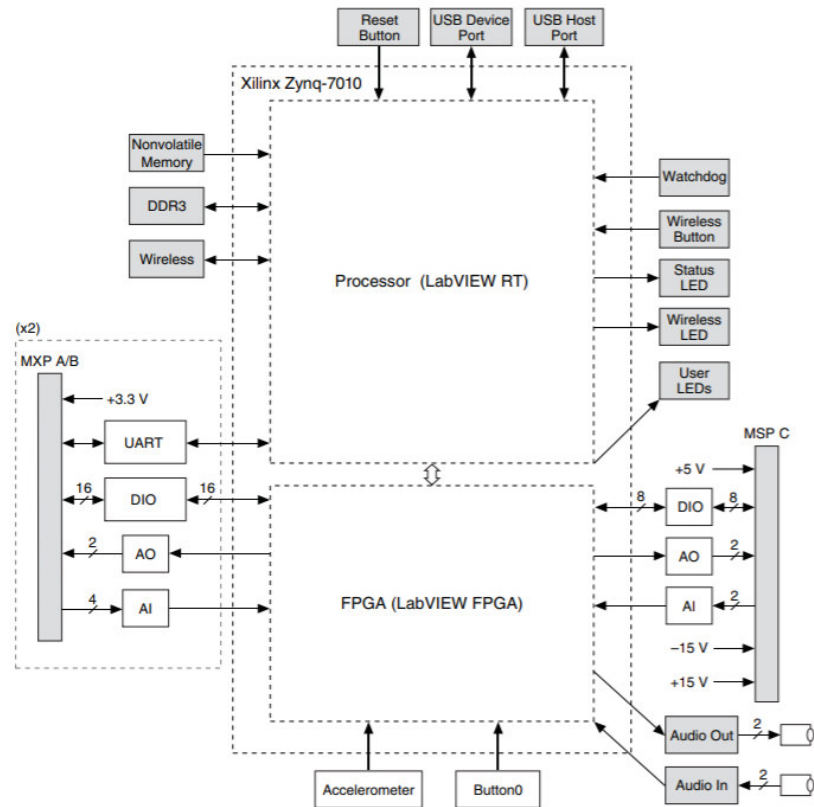 Reset
Button
USB Device
Port
USB Host
Port
Xilinx Zynq-7010
Nonvolatile
Memory
DDR3
Wireless
Processor (LabVIEW RT)
Watchdog
Wireless
Button
Status
LED
Wireless
LED
User
LEDs
(x2)
MXP A/B
+3.3 V
UART
16
DIO
16
2
AO
4
AI
FPGA (LabVIEW FPGA)
MSP C
+5 V
8
DIO
8
AO
2
AI
2
–15 V
+15 V
Audio Out
2
Audio In
2
Accelerometer
Button0